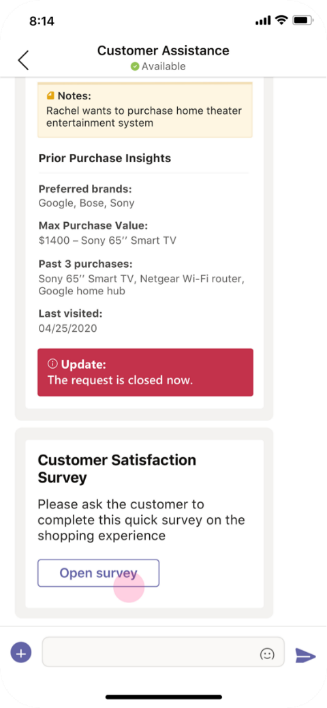 8:14
Customer Assistance
Available
Notes:
Rachel wants to purchase home theater
entertainment system
Prior Purchase Insights
Preferred brands:
Google, Bose, Sony
Max Purchase Value:
$1400 – Sony 65’’ Smart TV
Past 3 purchases:
Sony 65’’ Smart TV, Netgear Wi-Fi router,
Google home hub
Last visited:
04/25/2020
Update:
The request is closed now.
Customer Satisfaction
Survey
Please ask the customer to
complete this quick survey on the
shopping experience
Open survey